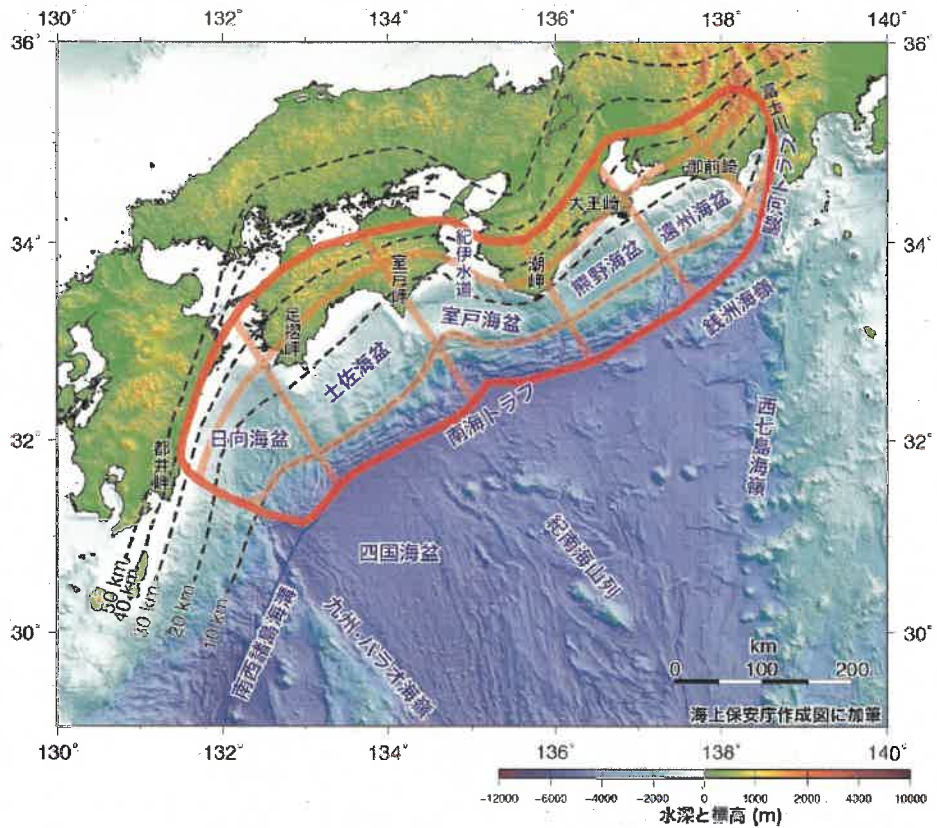 130° 132° 134° 136° 138° 140°
36° 36°
富士川
駿河トラフ
御前崎
大王崎
遠州海盆
34° 34°
紀伊水道
潮岬
熊野海盆
室戸岬
室戸海盆
銭洲海嶺
足摺岬
土佐海盆
南海トラフ
32° 32°
日向海盆
都井岬
西七島海嶺
四国海盆
紀南海山列
50 km
40 km
30 km
20 km
10 km
30° 30°
南西諸島海溝
九州・パラオ海嶺
km
0 100 200
海上保安庁作成図に加筆
130° 132° 134° 136° 138° 140°
-12000 -6000 -4000 -2000 0 1000 2000 4000 10000
水深と標高 (m)